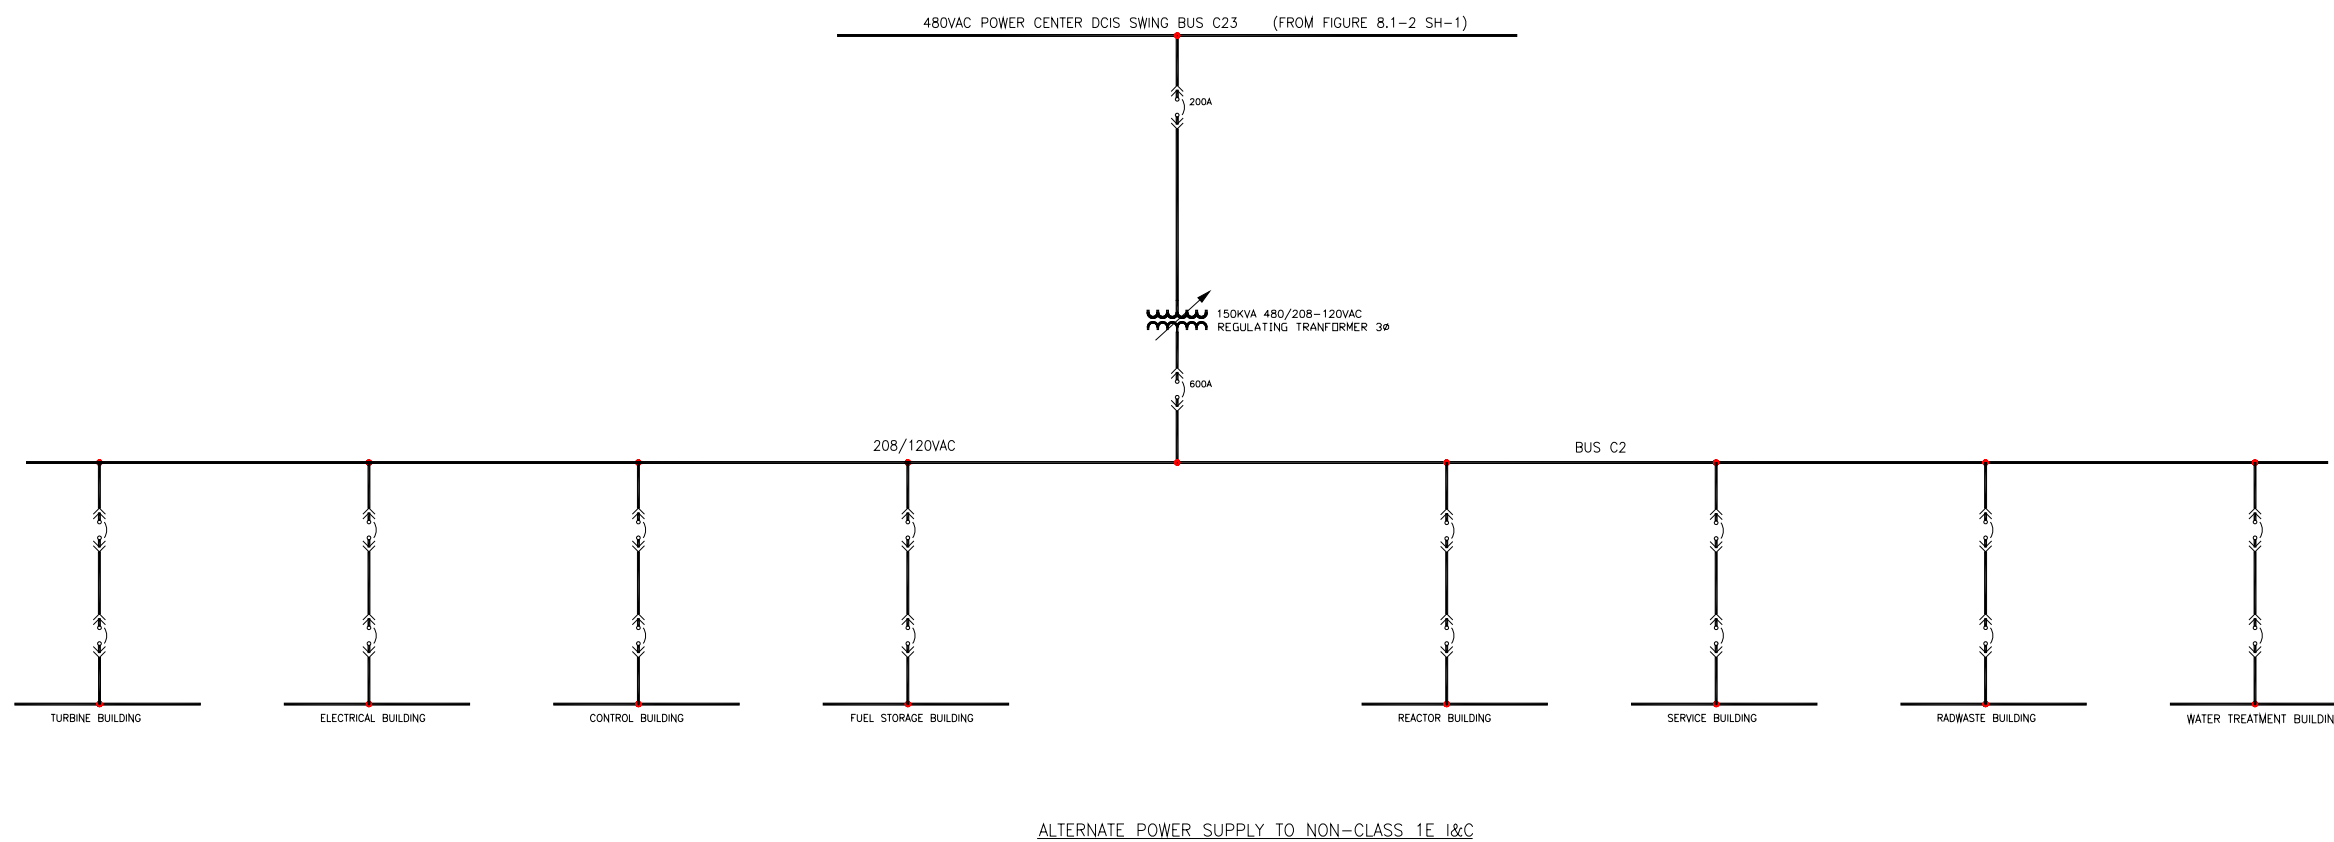 480VAC POWER CENTER DCIS SWING BUS C23 (FROM FIGURE 8.1-2 SH-1)
200A
150KVA 480/208-120VAC
REGULATING TRANFORMER 3Ø
600A
208/120VAC
BUS C2
TURBINE BUILDING
ELECTRICAL BUILDING
CONTROL BUILDING
FUEL STORAGE BUILDING
REACTOR BUILDING
SERVICE BUILDING
RADWASTE BUILDING
WATER TREATMENT BUILDIN
ALTERNATE POWER SUPPLY TO NON-CLASS 1E I&C